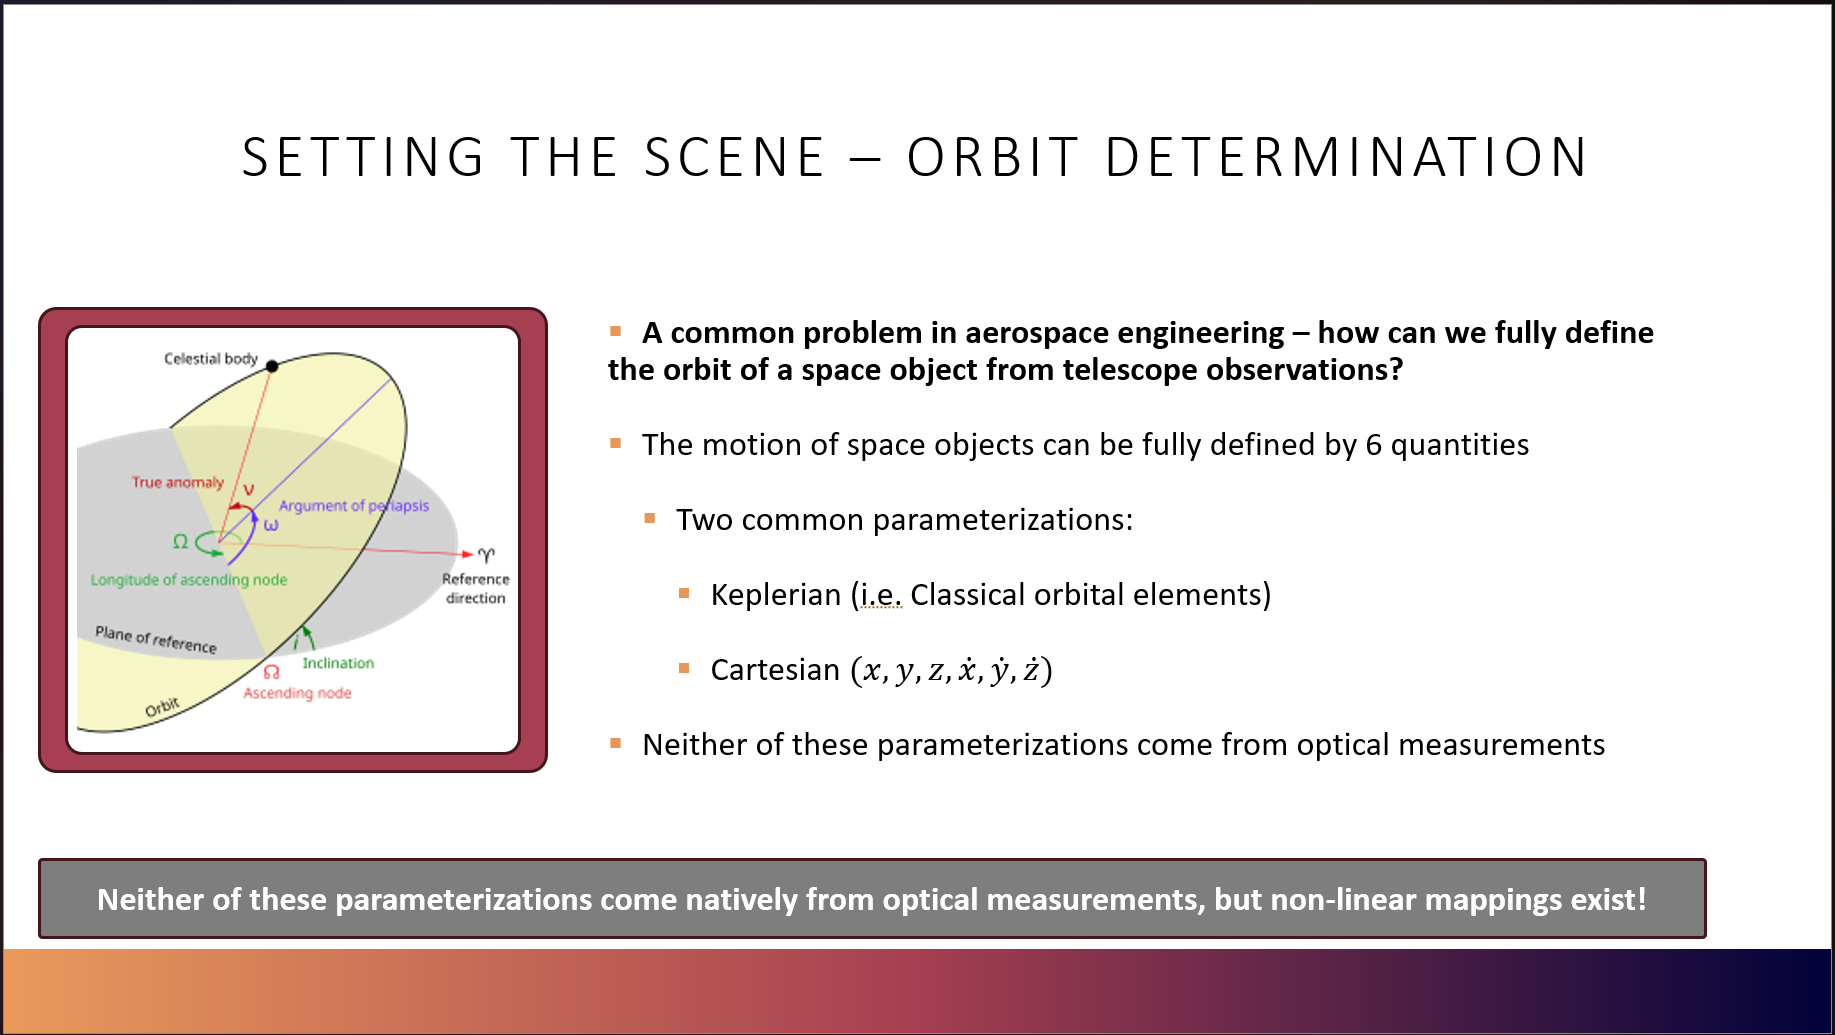 SETTING THE SCENE – ORBIT DETERMINATION
Celestial body
True anomaly
ν
Argument of periapsis
ω
Ω
Longitude of ascending node
♈
Reference
direction
Plane of reference
i
Inclination
☊
Ascending node
Orbit
A common problem in aerospace engineering – how can we fully define
the orbit of a space object from telescope observations?
The motion of space objects can be fully defined by 6 quantities
Two common parameterizations:
Keplerian (i.e. Classical orbital elements)
Cartesian (x, y, z, ẋ, ẏ, ż)
Neither of these parameterizations come from optical measurements
Neither of these parameterizations come natively from optical measurements, but non-linear mappings exist!